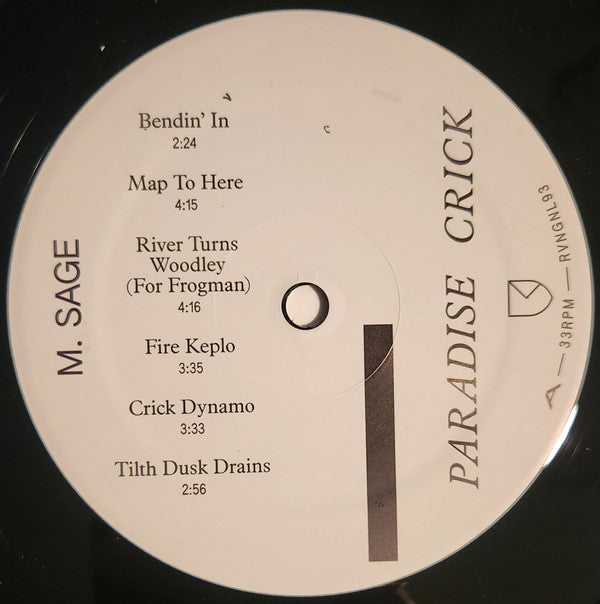 M. SAGE
Bendin' In
2:24
Map To Here
4:15
River Turns
Woodley
(For Frogman)
4:16
Fire Keplo
3:35
Crick Dynamo
3:33
Tilth Dusk Drains
2:56
PARADISE CRICK
A — 33RPM — RVNGNL93